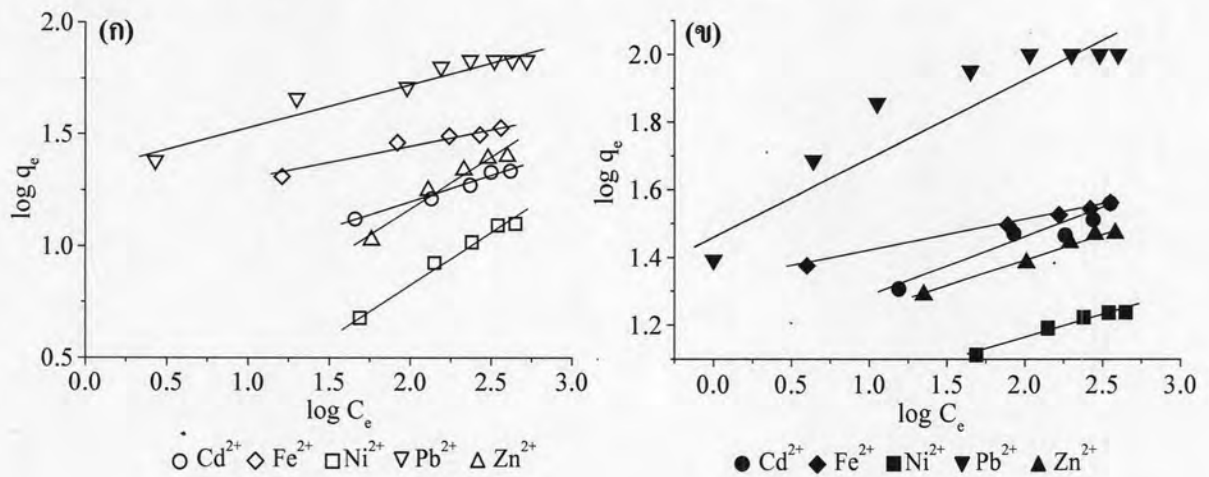 (ก)
2.0
1.5
1.0
0.5
log qₑ
0.0 0.5 1.0 1.5 2.0 2.5 3.0
log Cₑ
Cd²⁺ Fe²⁺ Ni²⁺ Pb²⁺ Zn²⁺
(ข)
2.0
1.8
1.6
1.4
1.2
log qₑ
0.0 0.5 1.0 1.5 2.0 2.5 3.0
log Cₑ
Cd²⁺ Fe²⁺ Ni²⁺ Pb²⁺ Zn²⁺